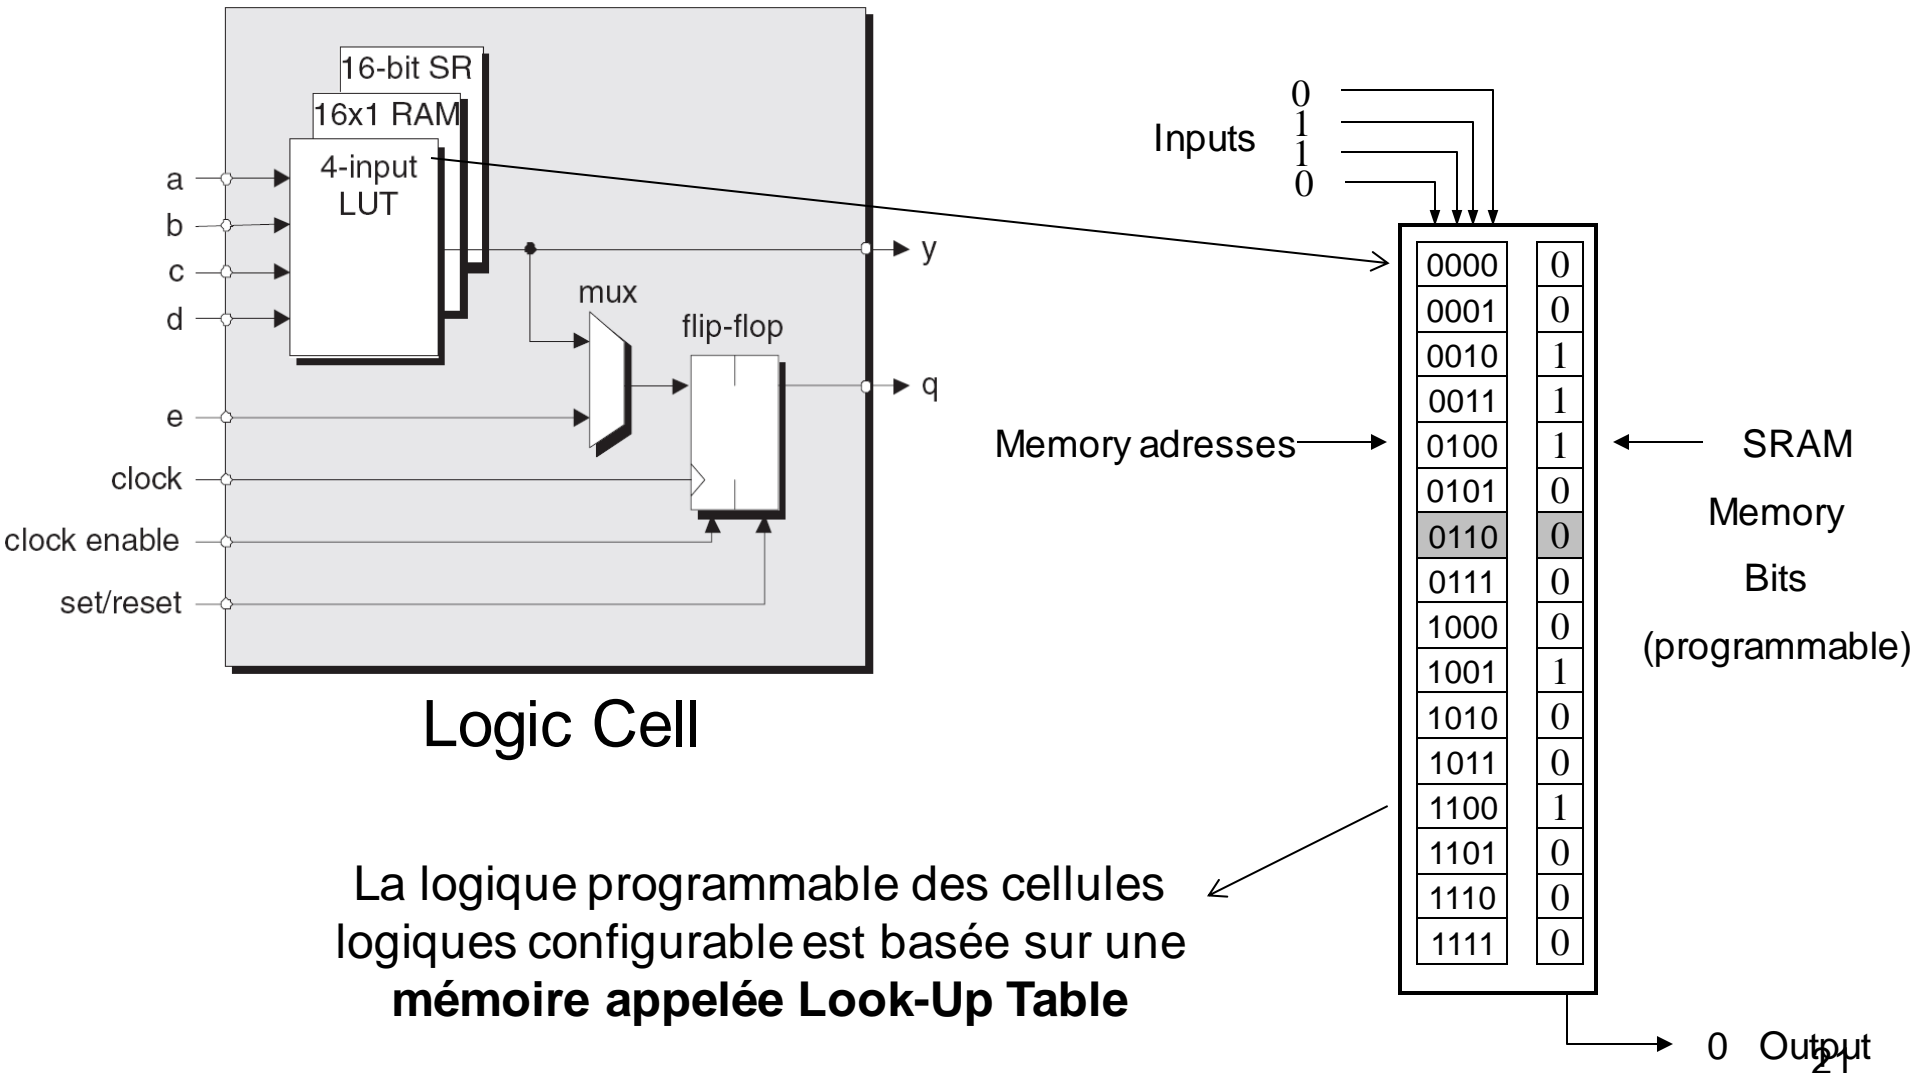 16-bit SR
16x1 RAM
4-input
LUT
a
b
c
d
e
clock
clock enable
set/reset
mux
flip-flop
y
q
Logic Cell
Inputs
0
1
1
0
Memory adresses
0000 0
0001 0
0010 1
0011 1
0100 1
0101 0
0110 0
0111 0
1000 0
1001 1
1010 0
1011 0
1100 1
1101 0
1110 0
1111 0
SRAM
Memory
Bits
(programmable)
La logique programmable des cellules
logiques configurable est basée sur une
mémoire appelée Look-Up Table
0 Output
21